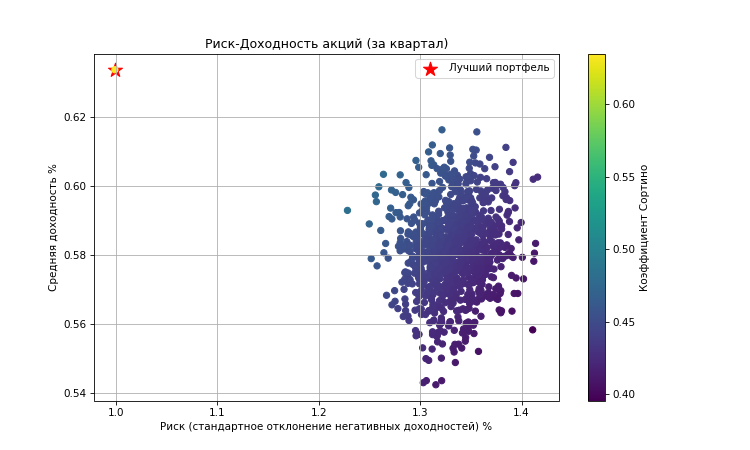 Риск-Доходность акций (за квартал)
Лучший портфель
0.62
0.60
0.58
0.56
0.54
Средняя доходность %
1.0 1.1 1.2 1.3 1.4
Риск (стандартное отклонение негативных доходностей) %
0.60
0.55
0.50
0.45
0.40
Коэффициент Сортино